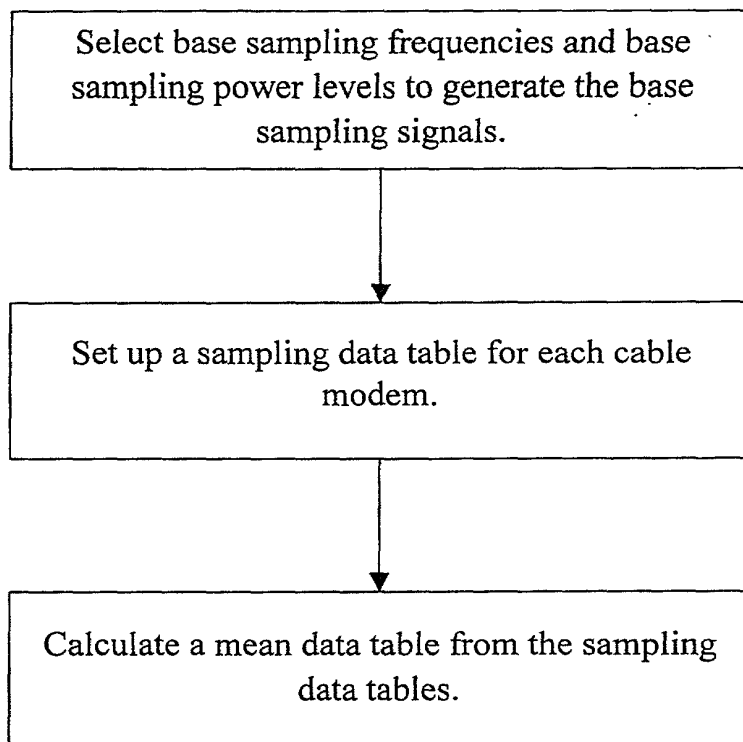 Select base sampling frequencies and base
sampling power levels to generate the base
sampling signals.
Set up a sampling data table for each cable
modem.
Calculate a mean data table from the sampling
data tables.